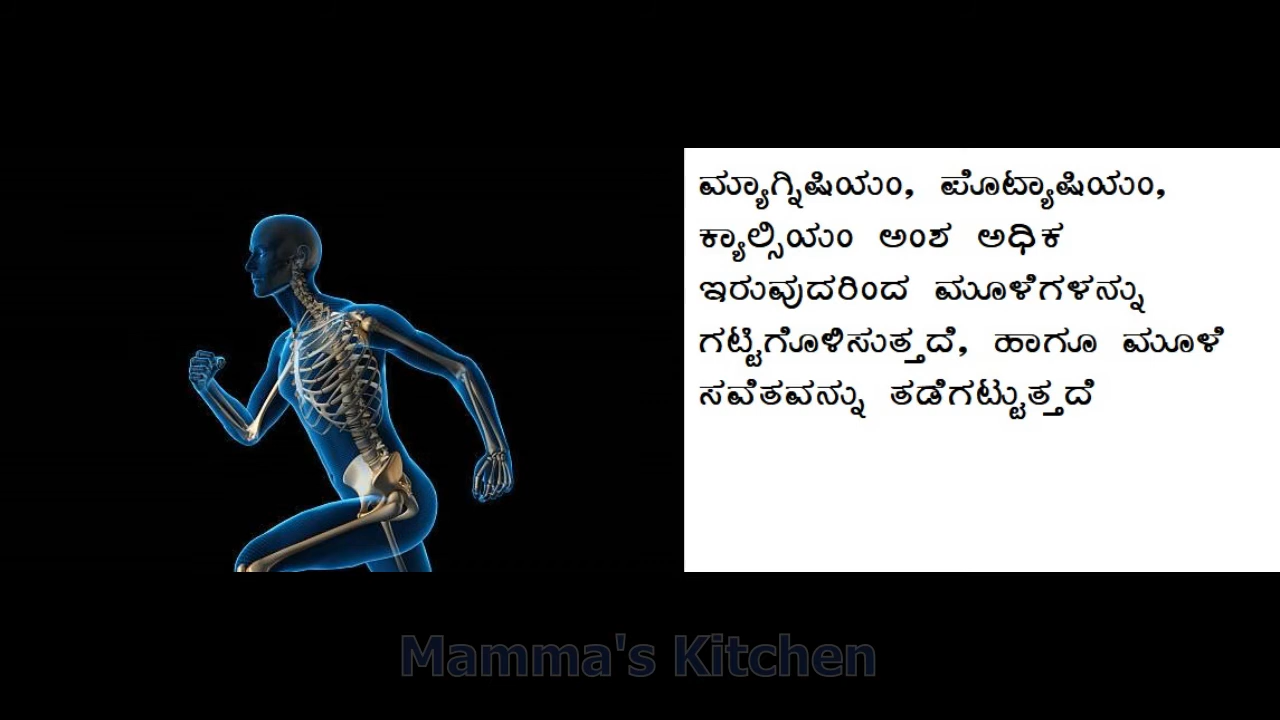 ಮ್ಯಾಗ್ನಿಷಿಯಂ, ಪೊಟ್ಯಾಷಿಯಂ,
ಕ್ಯಾಲ್ಸಿಯಂ ಅಂಶ ಅಧಿಕ
ಇರುವುದರಿಂದ ಮೂಳೆಗಳನ್ನು
ಗಟ್ಟಿಗೊಳಿಸುತ್ತದೆ, ಹಾಗೂ ಮೂಳೆ
ಸವೆತವನ್ನು ತಡೆಗಟ್ಟುತ್ತದೆ
Mamma's Kitchen